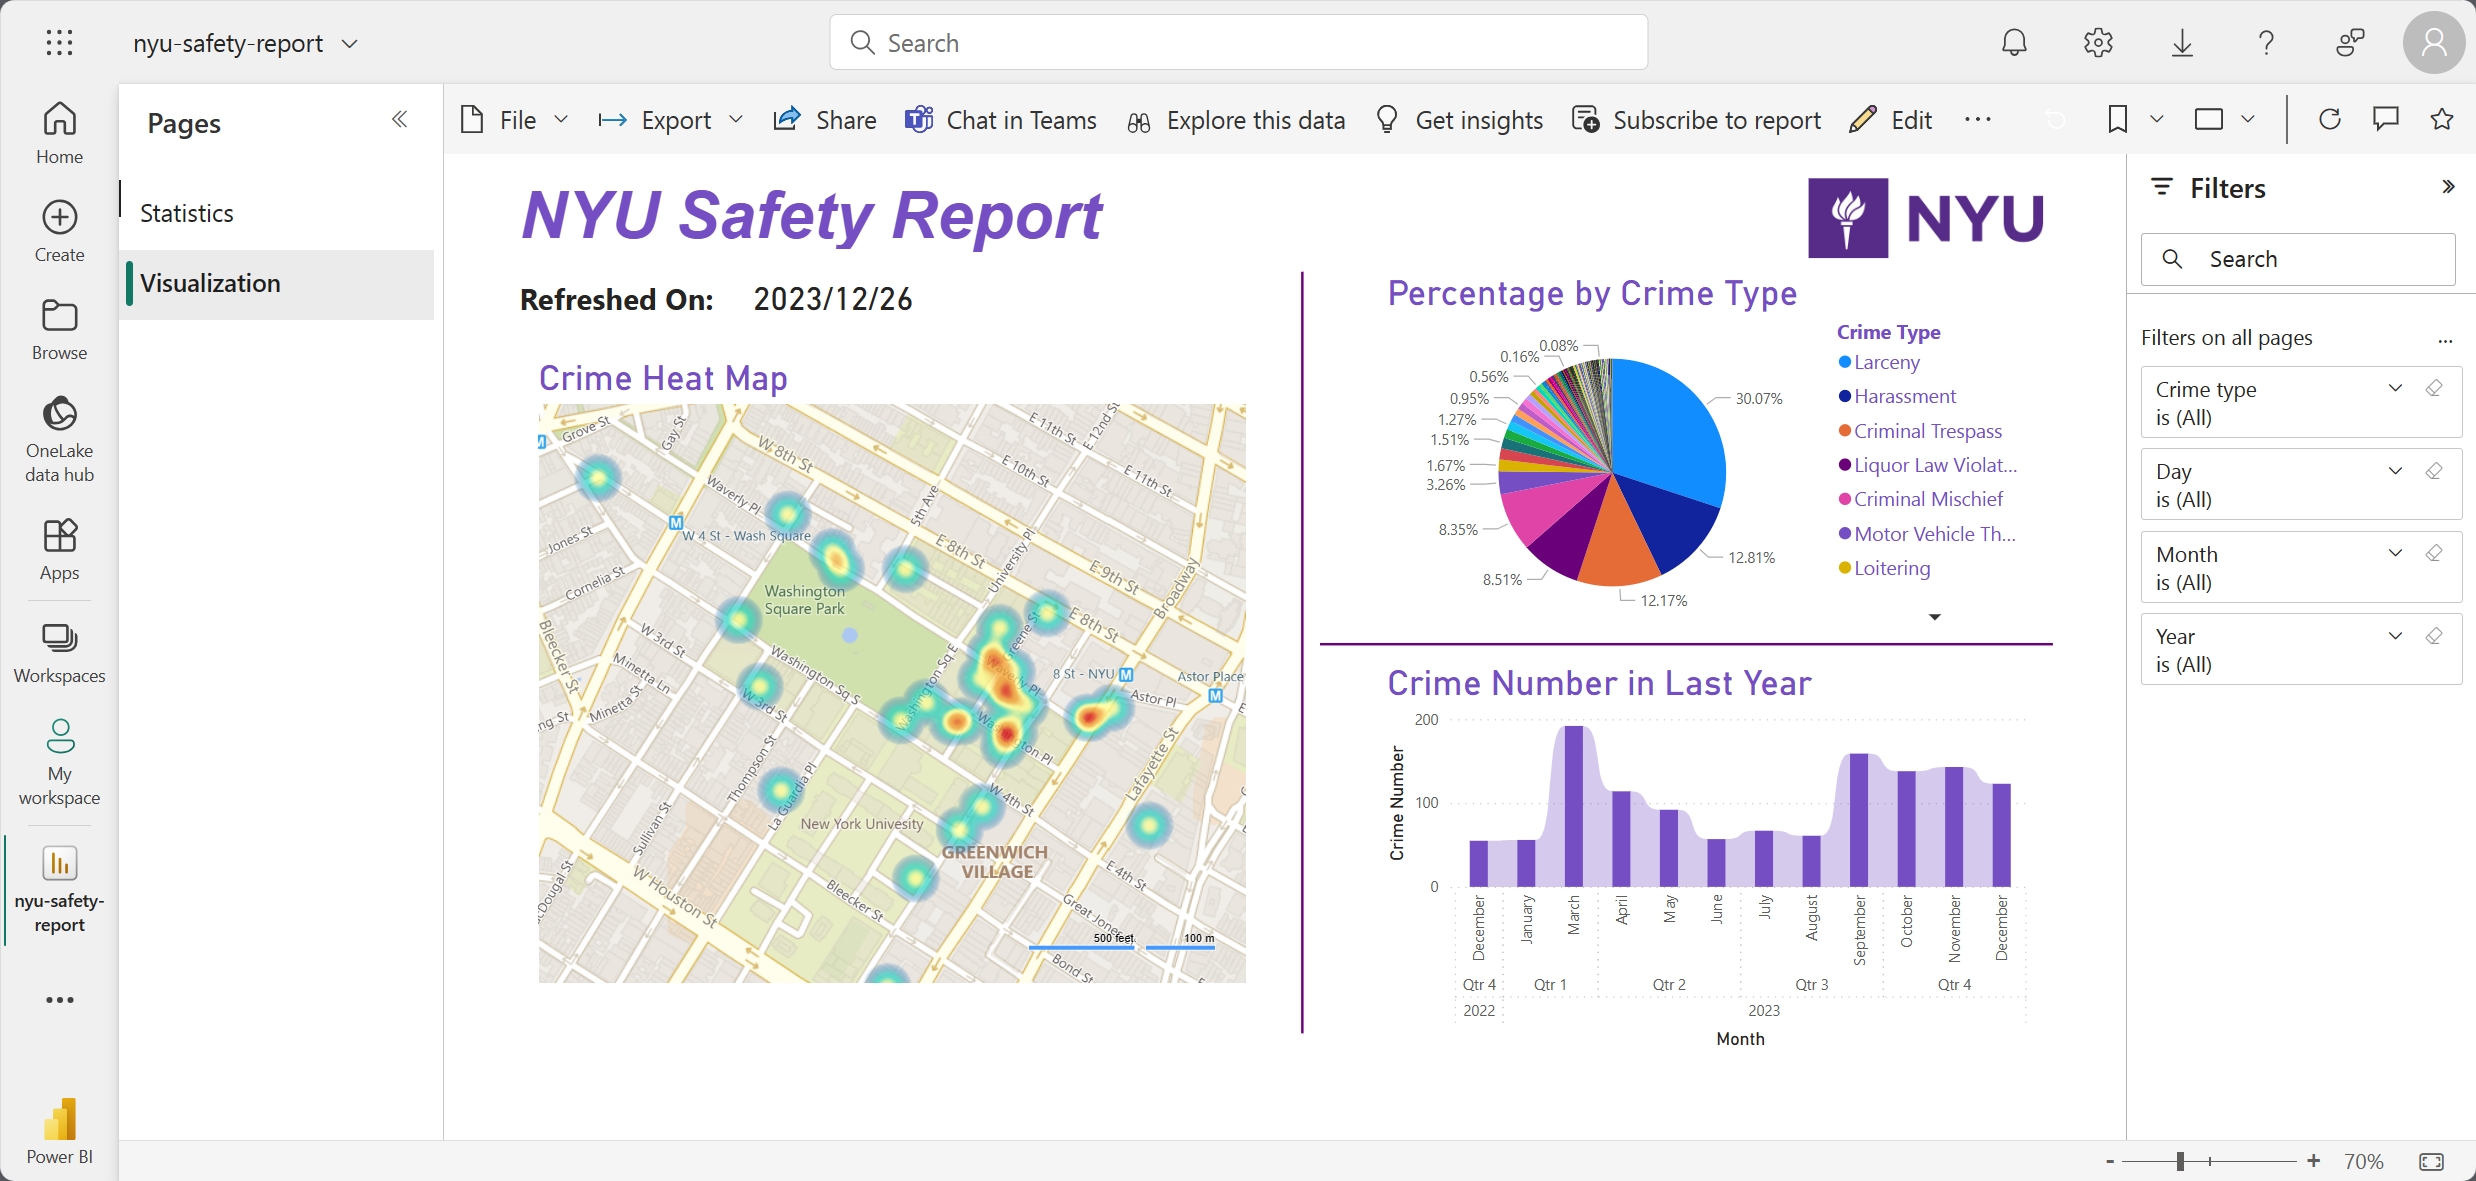 nyu-safety-report
Search
Home
Create
Browse
OneLake
data hub
Apps
Workspaces
My
workspace
nyu-safety-
report
Power BI
Pages
Statistics
Visualization
File
Export
Share
Chat in Teams
Explore this data
Get insights
Subscribe to report
Edit
NYU Safety Report
NYU
Refreshed On: 2023/12/26
Crime Heat Map
Grove St
Gay St
W 8th St
E 11th St
E 12nd St
E 10th St
E 11th St
Waverly Pl
5th Ave
M
W 4 St - Wash Square
Jones St
Cornelia St
E 8th St
University Pl
E 9th St
Broadway
Washington
Square Park
Bleecker St
W 3rd St
Minetta Ln
Minetta St
Washington Sq S
Washington Sq E
Greene St
E 8th St
8 St - NYU M
Astor Place
M
Astor Pl
ng St
W 3rd St
Thompson St
La Guardia Pl
Lafayette St
W 4th St
New York Univesity
GREENWICH
VILLAGE
Sullivan St
W Houston St
Bleecker St
E 4th St
Great Jones
Bond St
500 feet
100 m
Percentage by Crime Type
0.08%
0.16%
0.56%
0.95%
1.27%
1.51%
1.67%
3.26%
8.35%
8.51%
12.17%
12.81%
30.07%
Crime Type
Larceny
Harassment
Criminal Trespass
Liquor Law Violat...
Criminal Mischief
Motor Vehicle Th...
Loitering
Crime Number in Last Year
Crime Number
200
100
0
December
January
March
April
May
June
July
August
September
October
November
December
Qtr 4
Qtr 1
Qtr 2
Qtr 3
Qtr 4
2022
2023
Month
Filters
Search
Filters on all pages
Crime type
is (All)
Day
is (All)
Month
is (All)
Year
is (All)
- + 70%